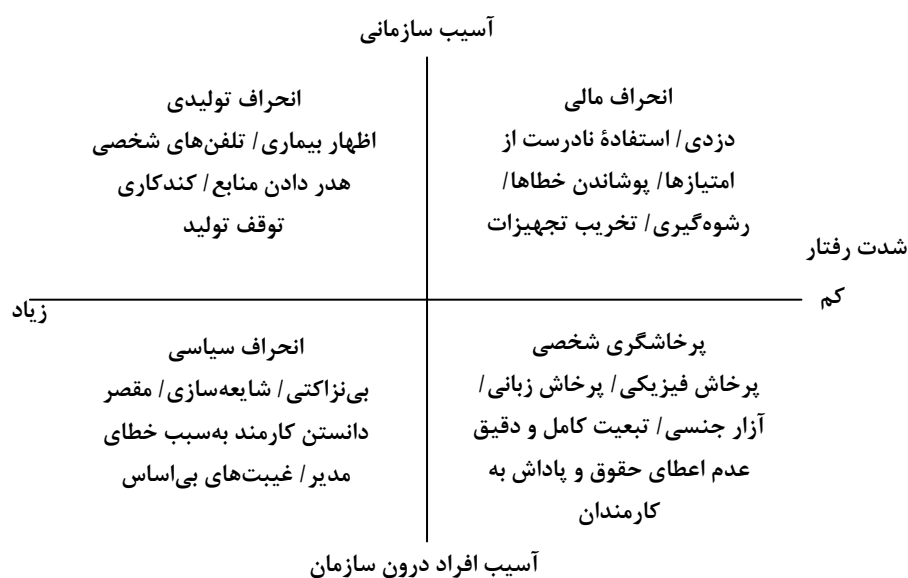 آسیب سازمانی
انحراف مالی
دزدی/ استفادهٔ نادرست از
امتیازها/ پوشاندن خطاها/
رشوه‌گیری/ تخریب تجهیزات
انحراف تولیدی
اظهار بیماری/ تلفن‌های شخصی
هدر دادن منابع/ کندکاری
توقف تولید
شدت رفتار
کم
زیاد
پرخاشگری شخصی
پرخاش فیزیکی/ پرخاش زبانی/
آزار جنسی/ تبعیت کامل و دقیق
عدم اعطای حقوق و پاداش به
کارمندان
انحراف سیاسی
بی‌نزاکتی/ شایعه‌سازی/ مقصر
دانستن کارمند به‌سبب خطای
مدیر/ غیبت‌های بی‌اساس
آسیب افراد درون سازمان